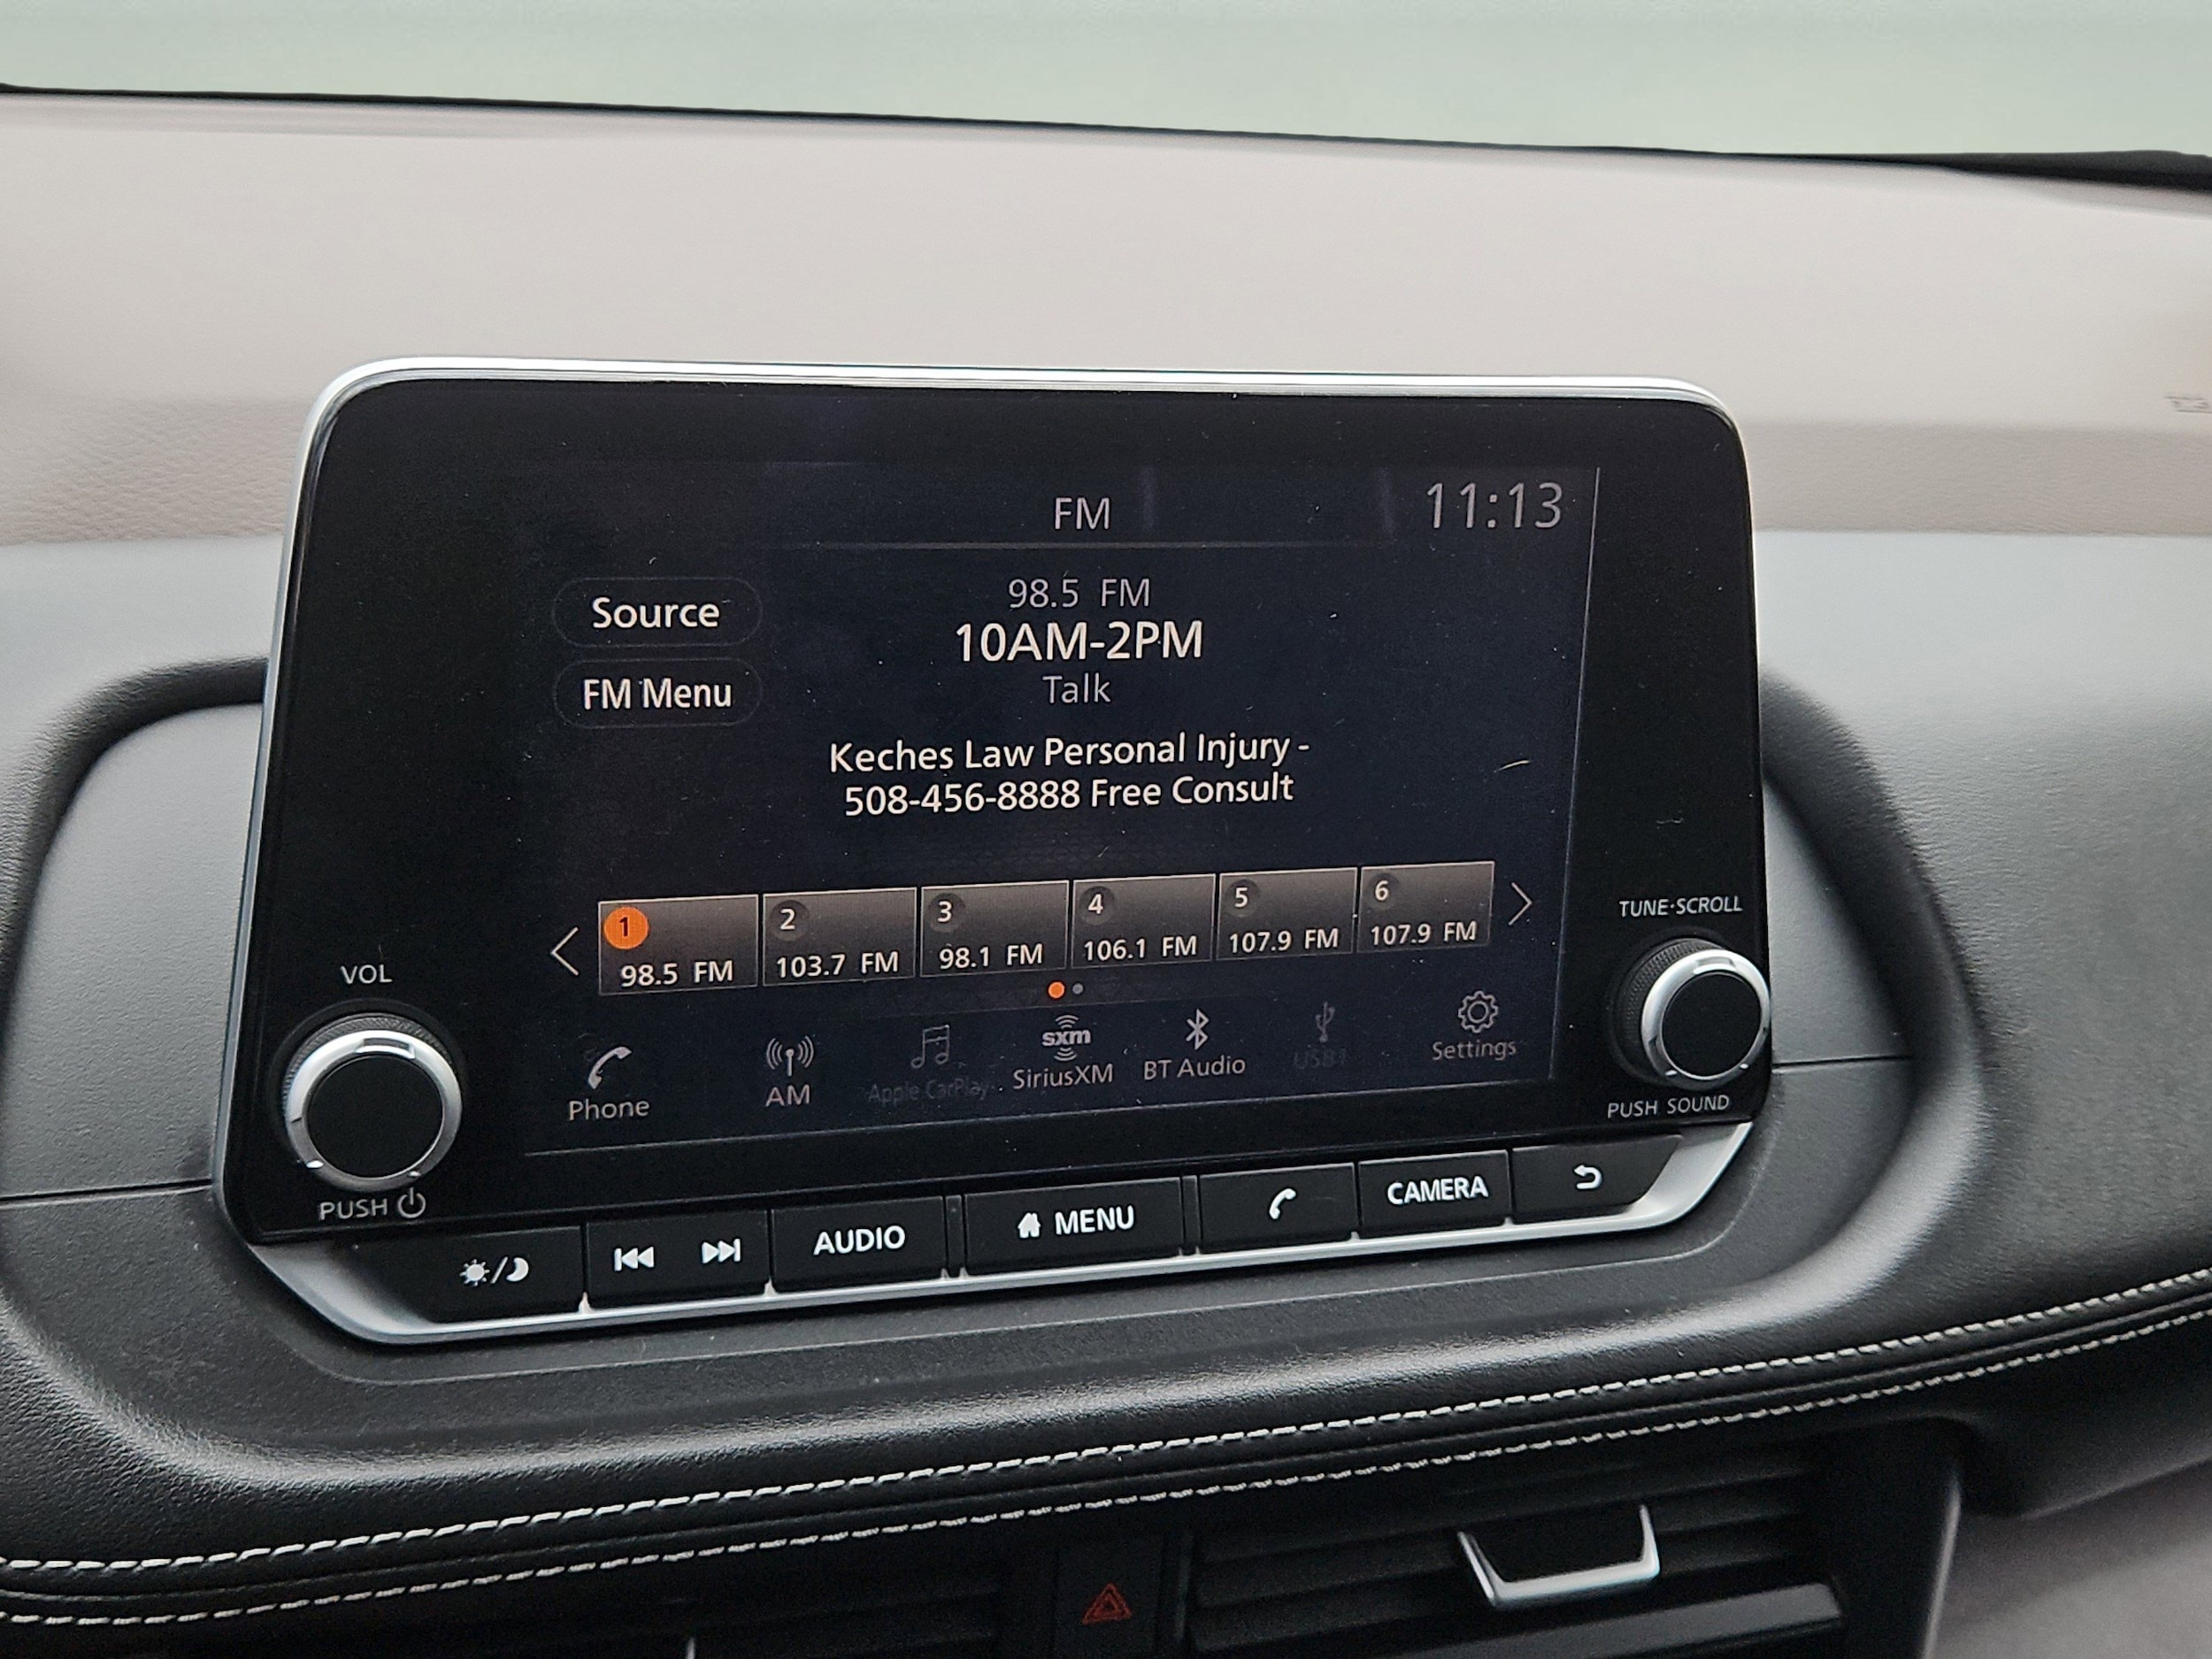 FM
11:13
Source
FM Menu
98.5 FM
10AM-2PM
Talk
Keches Law Personal Injury -
508-456-8888 Free Consult
1 98.5 FM
2 103.7 FM
3 98.1 FM
4 106.1 FM
5 107.9 FM
6 107.9 FM
Phone
AM
Apple CarPlay
sxm
SiriusXM
BT Audio
USB1
Settings
VOL
PUSH
TUNE·SCROLL
PUSH SOUND
AUDIO
MENU
CAMERA